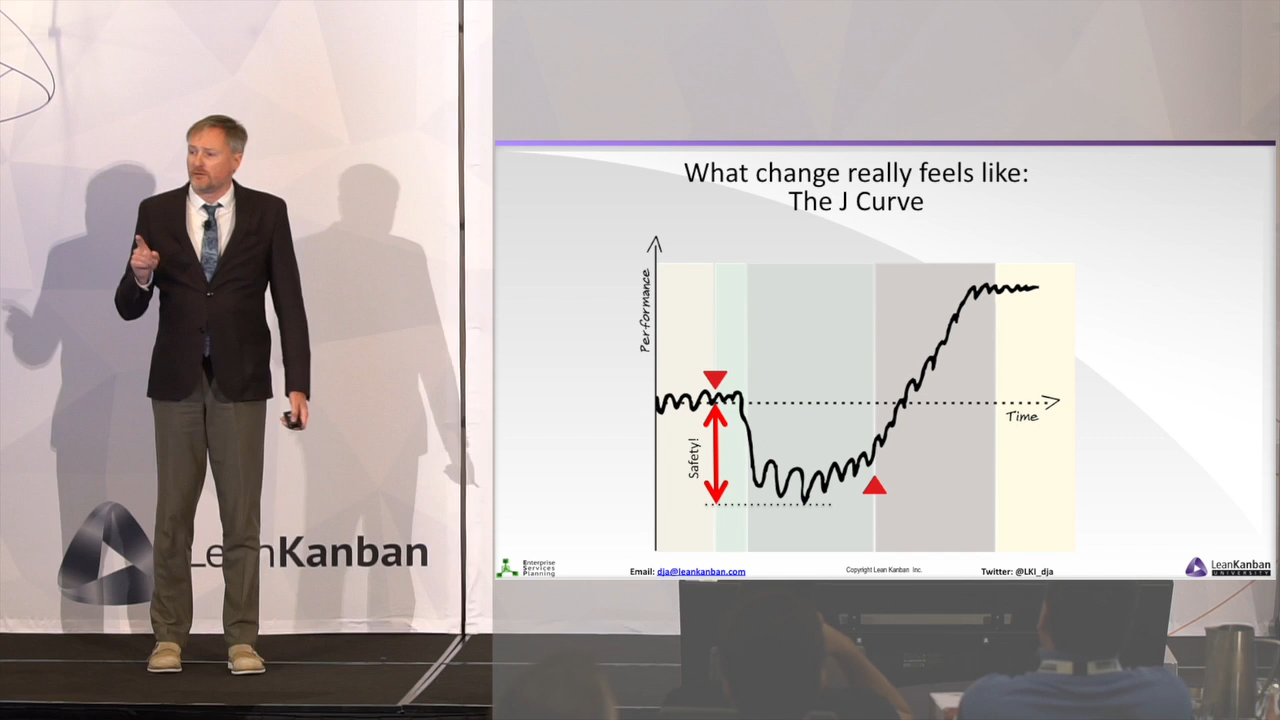 What change really feels like:
The J Curve
Performance
Time
Safety!
LeanKanban
Enterprise
Services
Planning
Email: dja@leankanban.com
Copyright Lean Kanban Inc.
Twitter: @LKI_dja
LeanKanban
UNIVERSITY